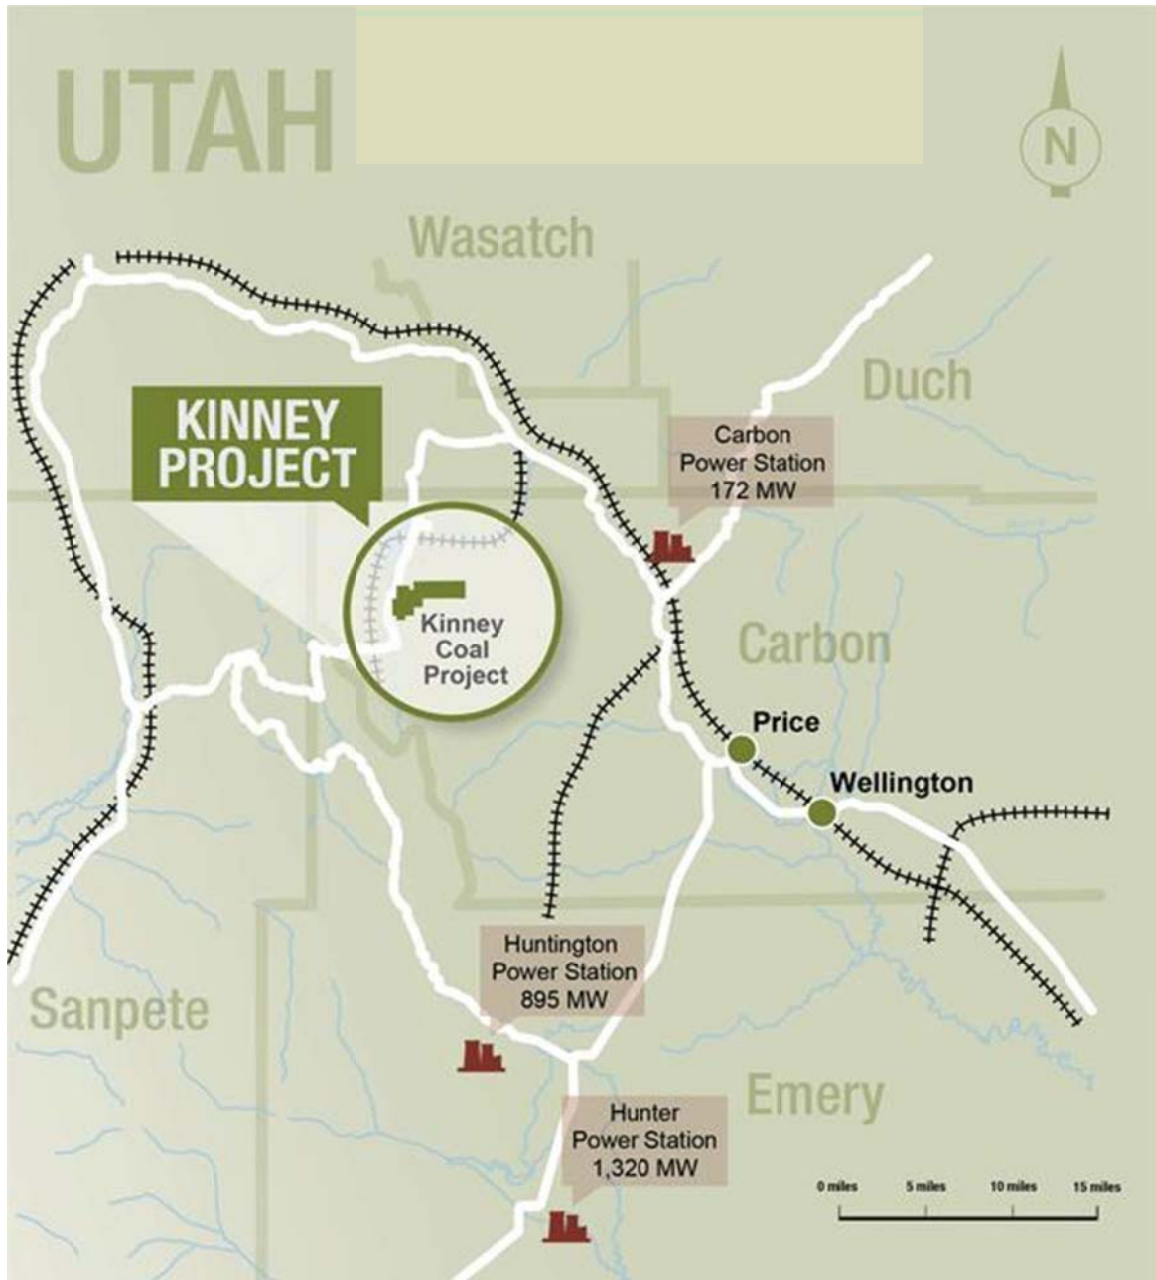 UTAH
N
Wasatch
Duch
KINNEY
PROJECT
Carbon
Power Station
172 MW
Kinney
Coal
Project
Carbon
Price
Wellington
Huntington
Power Station
895 MW
Sanpete
Emery
Hunter
Power Station
1,320 MW
0 miles 5 miles 10 miles 15 miles